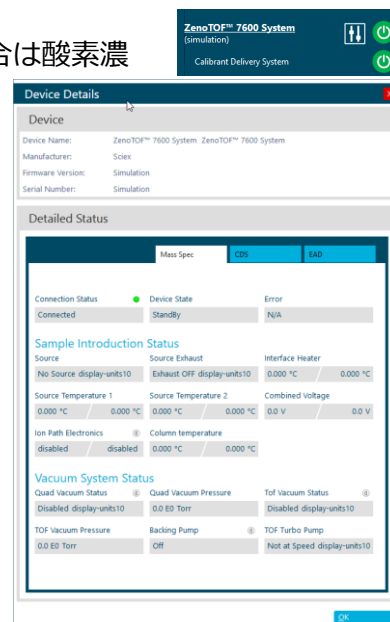 合は酸素濃
ZenoTOF™ 7600 System
(simulation)
Calibrant Delivery System
Device Details
Device
Device Name: ZenoTOF™ 7600 System ZenoTOF™ 7600 System
Manufacturer: Sciex
Firmware Version: Simulation
Serial Number: Simulation
Detailed Status
Mass Spec CDS EAD
Connection Status Device State Error
Connected StandBy N/A
Sample Introduction Status
Source Source Exhaust Interface Heater
No Source display-units10 Exhaust OFF display-units10 0.000 °C 0.000 °C
Source Temperature 1 Source Temperature 2 Combined Voltage
0.000 °C 0.000 °C 0.000 °C 0.000 °C 0.0 V 0.0 V
Ion Path Electronics Column temperature
disabled disabled 0.000 °C 0.000 °C
Vacuum System Status
Quad Vacuum Status Quad Vacuum Pressure Tof Vacuum Status
Disabled display-units10 0.0 E0 Torr Disabled display-units10
TOF Vacuum Pressure Backing Pump TOF Turbo Pump
0.0 E0 Torr Off Not at Speed display-units10
OK